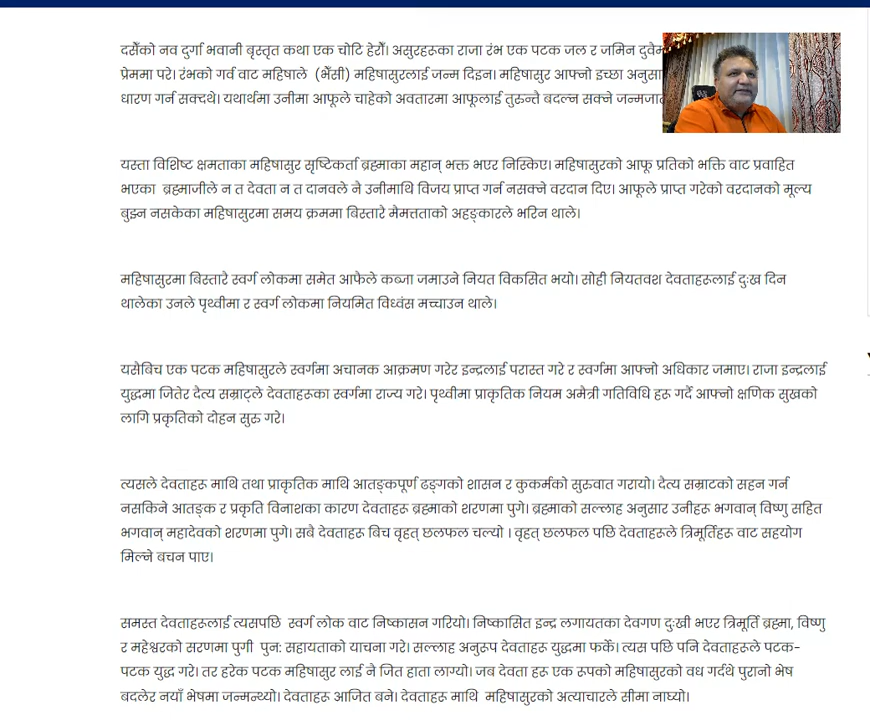 दसैँको नव दुर्गा भवानी बृस्तृत कथा एक चोटि हेरौँ। असुरहरूका राजा रंभ एक पटक जल र जमिन दुवैम
प्रेममा परे। रंभको गर्व वाट महिषाले (भैंसी) महिषासुरलाई जन्म दिइन। महिषासुर आफ्नो इच्छा अनुसा
धारण गर्न सक्दथे। यथार्थमा उनीमा आफूले चाहेको अवतारमा आफूलाई तुरुन्तै बदल्न सक्ने जन्मजात
यस्ता विशिष्ट क्षमताका महिषासुर सृष्टिकर्ता ब्रह्माका महान् भक्त भएर निस्किए। महिषासुरको आफू प्रतिको भक्ति वाट प्रवाहित
भएका ब्रह्माजीले न त देवता न त दानवले नै उनीमाथि विजय प्राप्त गर्न नसक्ने वरदान दिए। आफूले प्राप्त गरेको वरदानको मूल्य
बुझ्न नसकेका महिषासुरमा समय क्रममा बिस्तारै मैमत्तताको अहङ्कारले भरिन थाले।
महिषासुरमा बिस्तारै स्वर्ग लोकमा समेत आफैले कब्जा जमाउने नियत विकसित भयो। सोही नियतवश देवताहरूलाई दुःख दिन
थालेका उनले पृथ्वीमा र स्वर्ग लोकमा नियमित विध्वंस मच्चाउन थाले।
यसैबिच एक पटक महिषासुरले स्वर्गमा अचानक आक्रमण गरेर इन्द्रलाई परास्त गरे र स्वर्गमा आफ्नो अधिकार जमाए। राजा इन्द्रलाई
युद्धमा जितेर दैत्य सम्राट्ले देवताहरूका स्वर्गमा राज्य गरे। पृथ्वीमा प्राकृतिक नियम अमैत्री गतिविधि हरू गर्दै आफ्नो क्षणिक सुखको
लागि प्रकृतिको दोहन सुरु गरे।
त्यसले देवताहरू माथि तथा प्राकृतिक माथि आतङ्कपूर्ण ढङ्गको शासन र कुकर्मको सुरुवात गरायो। दैत्य सम्राटको सहन गर्न
नसकिने आतङ्क र प्रकृति विनाशका कारण देवताहरू ब्रह्माको शरणमा पुगे। ब्रह्माको सल्लाह अनुसार उनीहरू भगवान् विष्णु सहित
भगवान् महादेवको शरणमा पुगे। सबै देवताहरू बिच वृहत् छलफल चल्यो । वृहत् छलफल पछि देवताहरूले त्रिमूर्तिहरू वाट सहयोग
मिल्ने बचन पाए।
समस्त देवताहरूलाई त्यसपछि स्वर्ग लोक वाट निष्कासन गरियो। निष्कासित इन्द्र लगायतका देवगण दुःखी भएर त्रिमूर्ति ब्रह्मा, विष्णु
र महेश्वरको सरणमा पुगी पुन: सहायताको याचना गरे। सल्लाह अनुरूप देवताहरू युद्धमा फर्के। त्यस पछि पनि देवताहरूले पटक-
पटक युद्ध गरे। तर हरेक पटक महिषासुर लाई नै जित हाता लाग्यो। जब देवता हरू एक रूपको महिषासुरको वध गर्दथे पुरानो भेष
बदलेर नयाँ भेषमा जन्मन्थ्यो। देवताहरू आजित बने। देवताहरू माथि महिषासुरको अत्याचारले सीमा नाघ्यो।